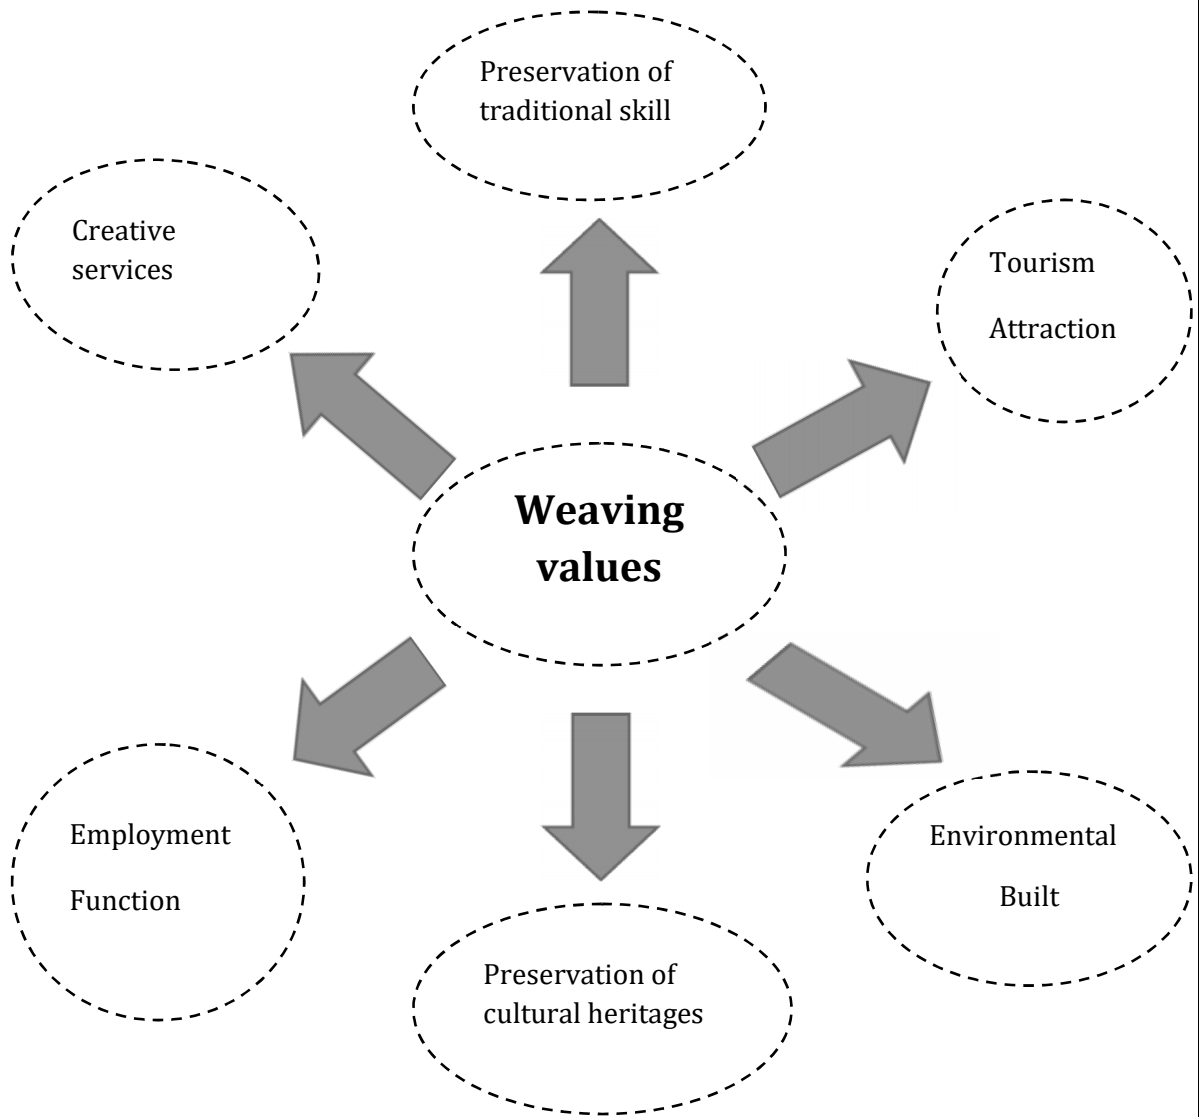 Preservation of
traditional skill
Creative
services
Tourism
Attraction
Weaving
values
Employment
Function
Environmental
Built
Preservation of
cultural heritages